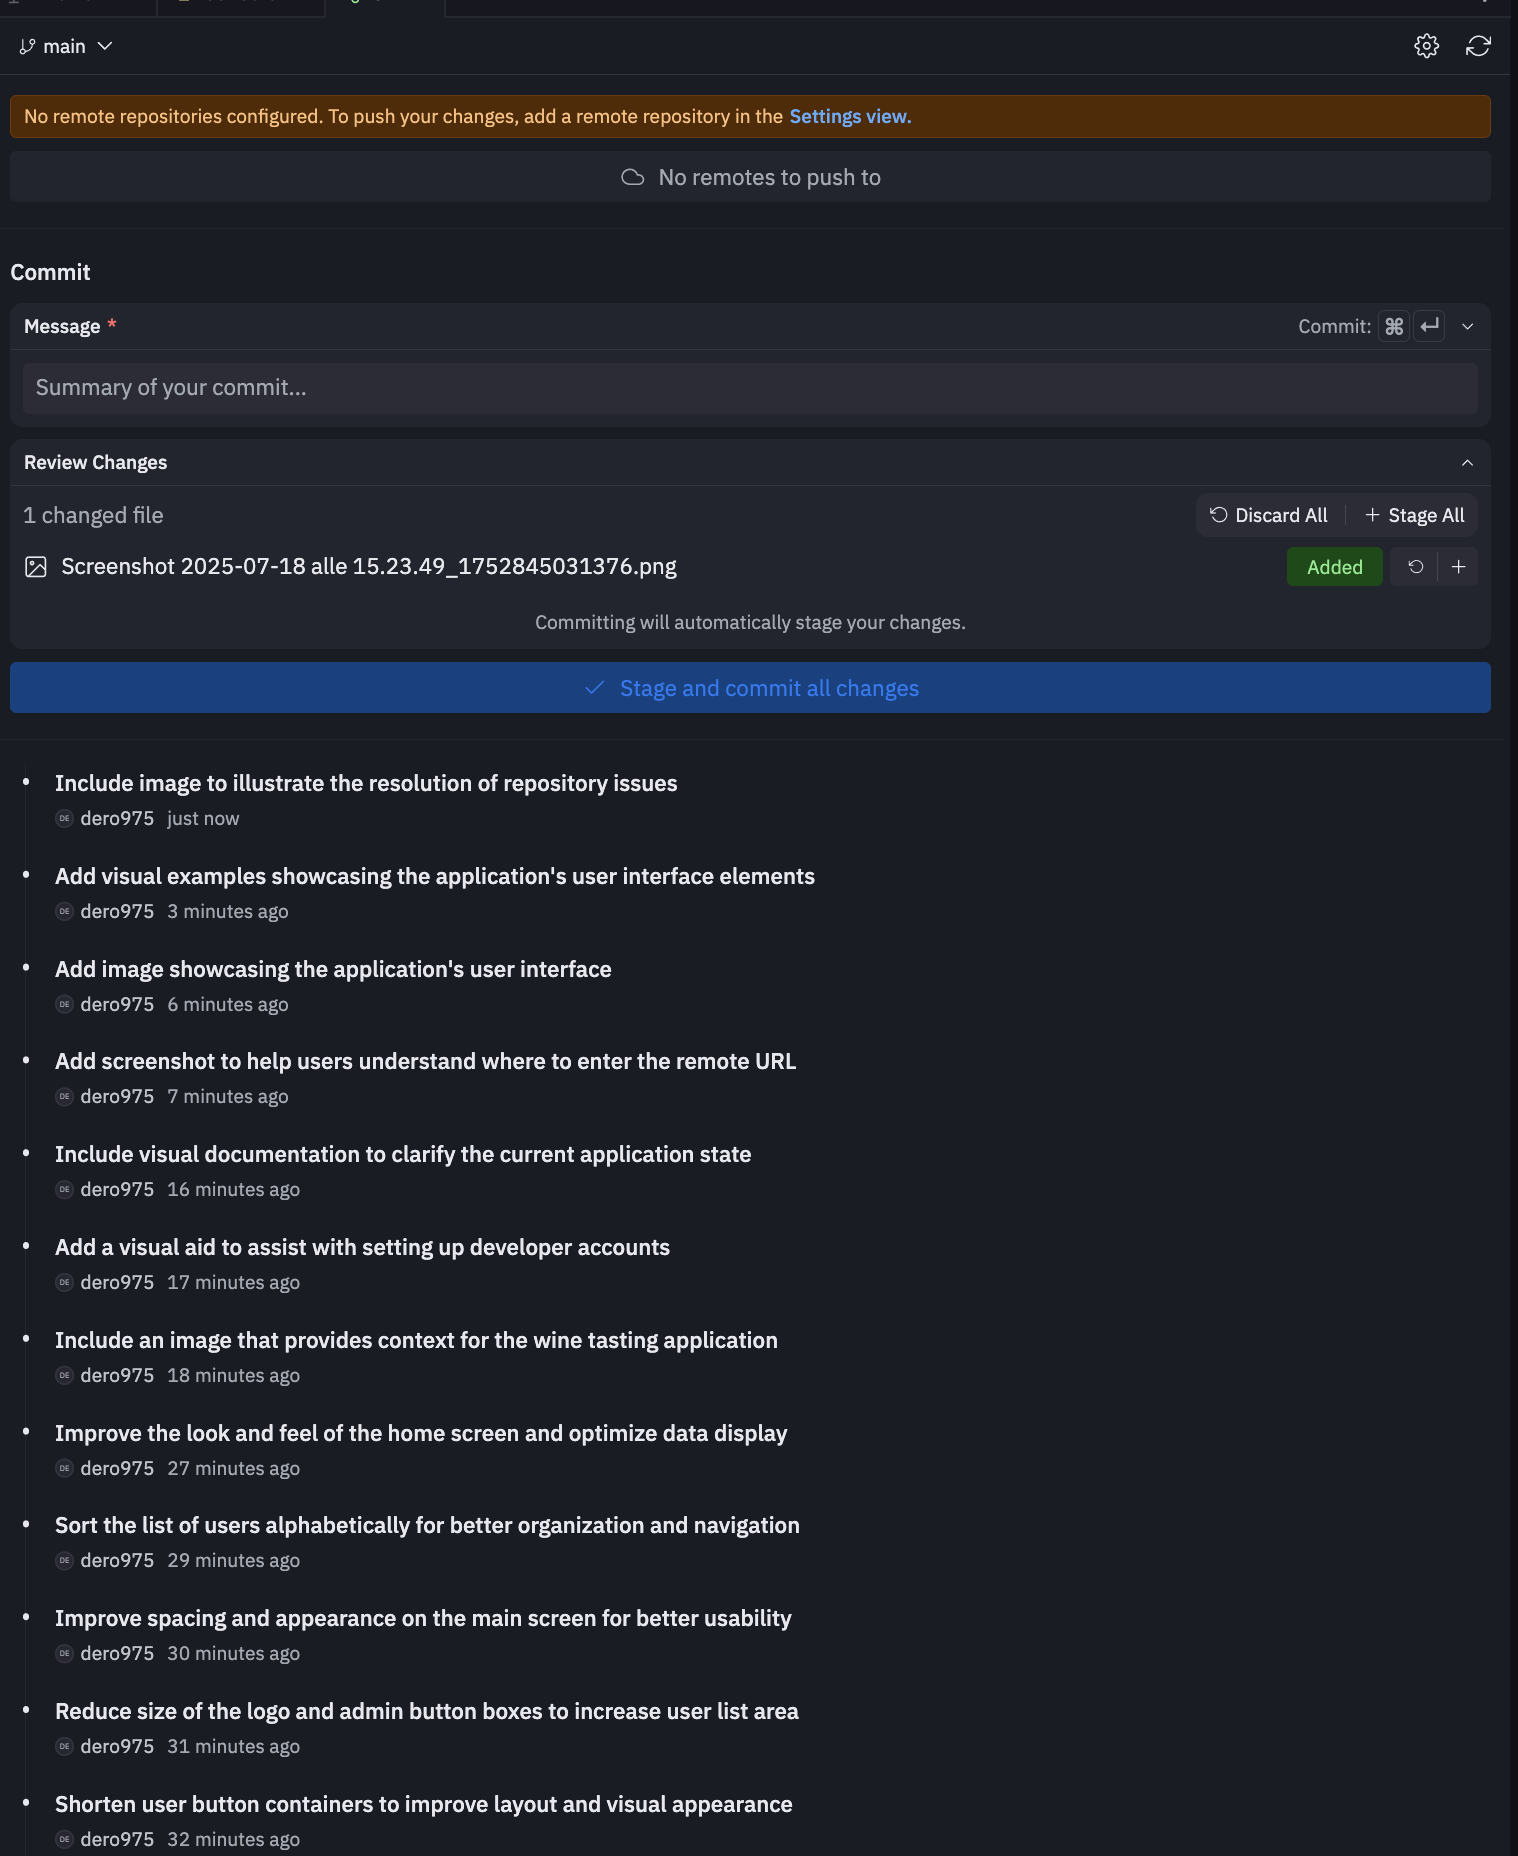 main
No remote repositories configured. To push your changes, add a remote repository in the Settings view.
No remotes to push to
Commit
Message *
Commit: ⌘ ↵
Summary of your commit...
Review Changes
1 changed file
Discard All
+ Stage All
Screenshot 2025-07-18 alle 15.23.49_1752845031376.png
Added
Committing will automatically stage your changes.
Stage and commit all changes
Include image to illustrate the resolution of repository issues
DE dero975 just now
Add visual examples showcasing the application's user interface elements
DE dero975 3 minutes ago
Add image showcasing the application's user interface
DE dero975 6 minutes ago
Add screenshot to help users understand where to enter the remote URL
DE dero975 7 minutes ago
Include visual documentation to clarify the current application state
DE dero975 16 minutes ago
Add a visual aid to assist with setting up developer accounts
DE dero975 17 minutes ago
Include an image that provides context for the wine tasting application
DE dero975 18 minutes ago
Improve the look and feel of the home screen and optimize data display
DE dero975 27 minutes ago
Sort the list of users alphabetically for better organization and navigation
DE dero975 29 minutes ago
Improve spacing and appearance on the main screen for better usability
DE dero975 30 minutes ago
Reduce size of the logo and admin button boxes to increase user list area
DE dero975 31 minutes ago
Shorten user button containers to improve layout and visual appearance
DE dero975 32 minutes ago